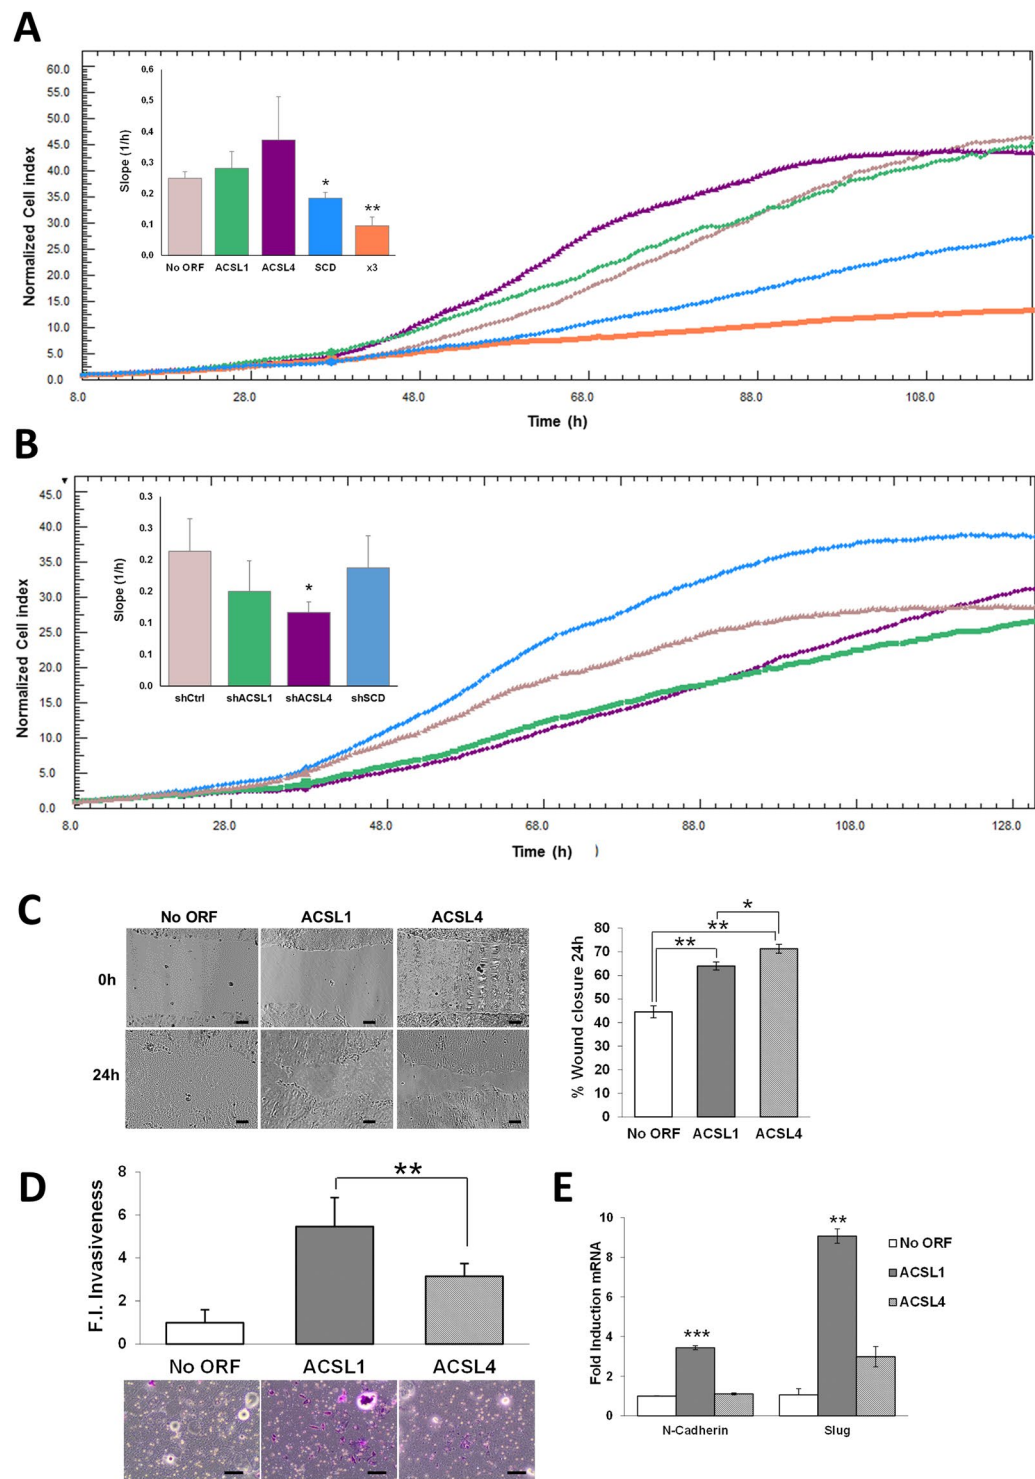 A
Normalized Cell index
60.0
55.0
50.0
45.0
40.0
35.0
30.0
25.0
20.0
15.0
10.0
5.0
0.0
8.0 28.0 48.0 68.0 88.0 108.0
Time (h)
Slope (1/h)
0,6
0,5
0,4
0,3
0,2
0,1
0,0
* **
No ORF ACSL1 ACSL4 SCD x3
B
Normalized Cell index
45.0
40.0
35.0
30.0
25.0
20.0
15.0
10.0
5.0
0.0
8.0 28.0 48.0 68.0 88.0 108.0 128.0
Time (h) )
Slope (1/h)
0.3
0.3
0.2
0.2
0.1
0.1
0.0
*
shCtrl shACSL1 shACSL4 shSCD
C
No ORF ACSL1 ACSL4
0h
24h
% Wound closure 24h
80
70
60
50
40
30
20
10
0
*
**
**
No ORF ACSL1 ACSL4
D
F.I. Invasiveness
8
6
4
2
0
**
No ORF ACSL1 ACSL4
E
Fold Induction mRNA
10
8
6
4
2
0
*** **
N-Cadherin Slug
No ORF
ACSL1
ACSL4